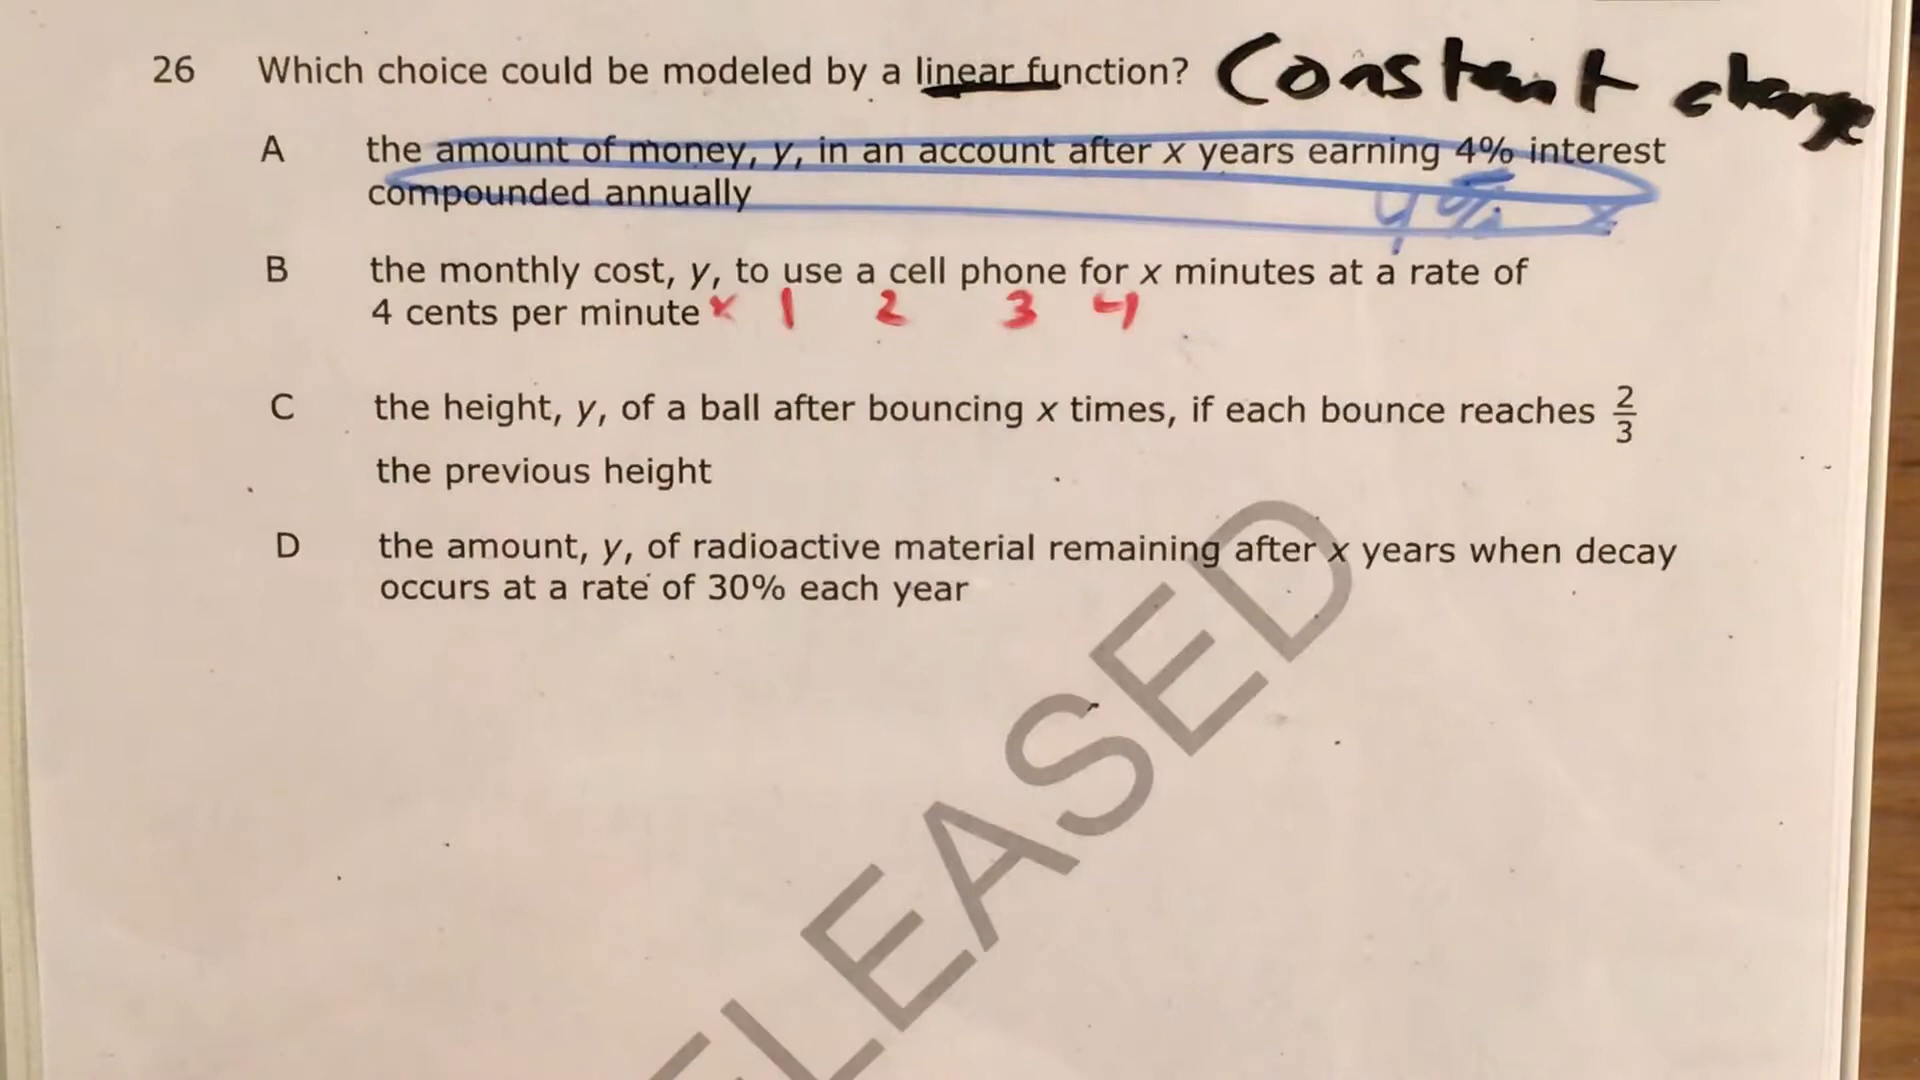 26 Which choice could be modeled by a linear function? Constant change
A the amount of money, y, in an account after x years earning 4% interest
compounded annually
4%
B the monthly cost, y, to use a cell phone for x minutes at a rate of
4 cents per minute x 1 2 3 4
C the height, y, of a ball after bouncing x times, if each bounce reaches 2/3
the previous height
D the amount, y, of radioactive material remaining after x years when decay
occurs at a rate of 30% each year
ELEASED